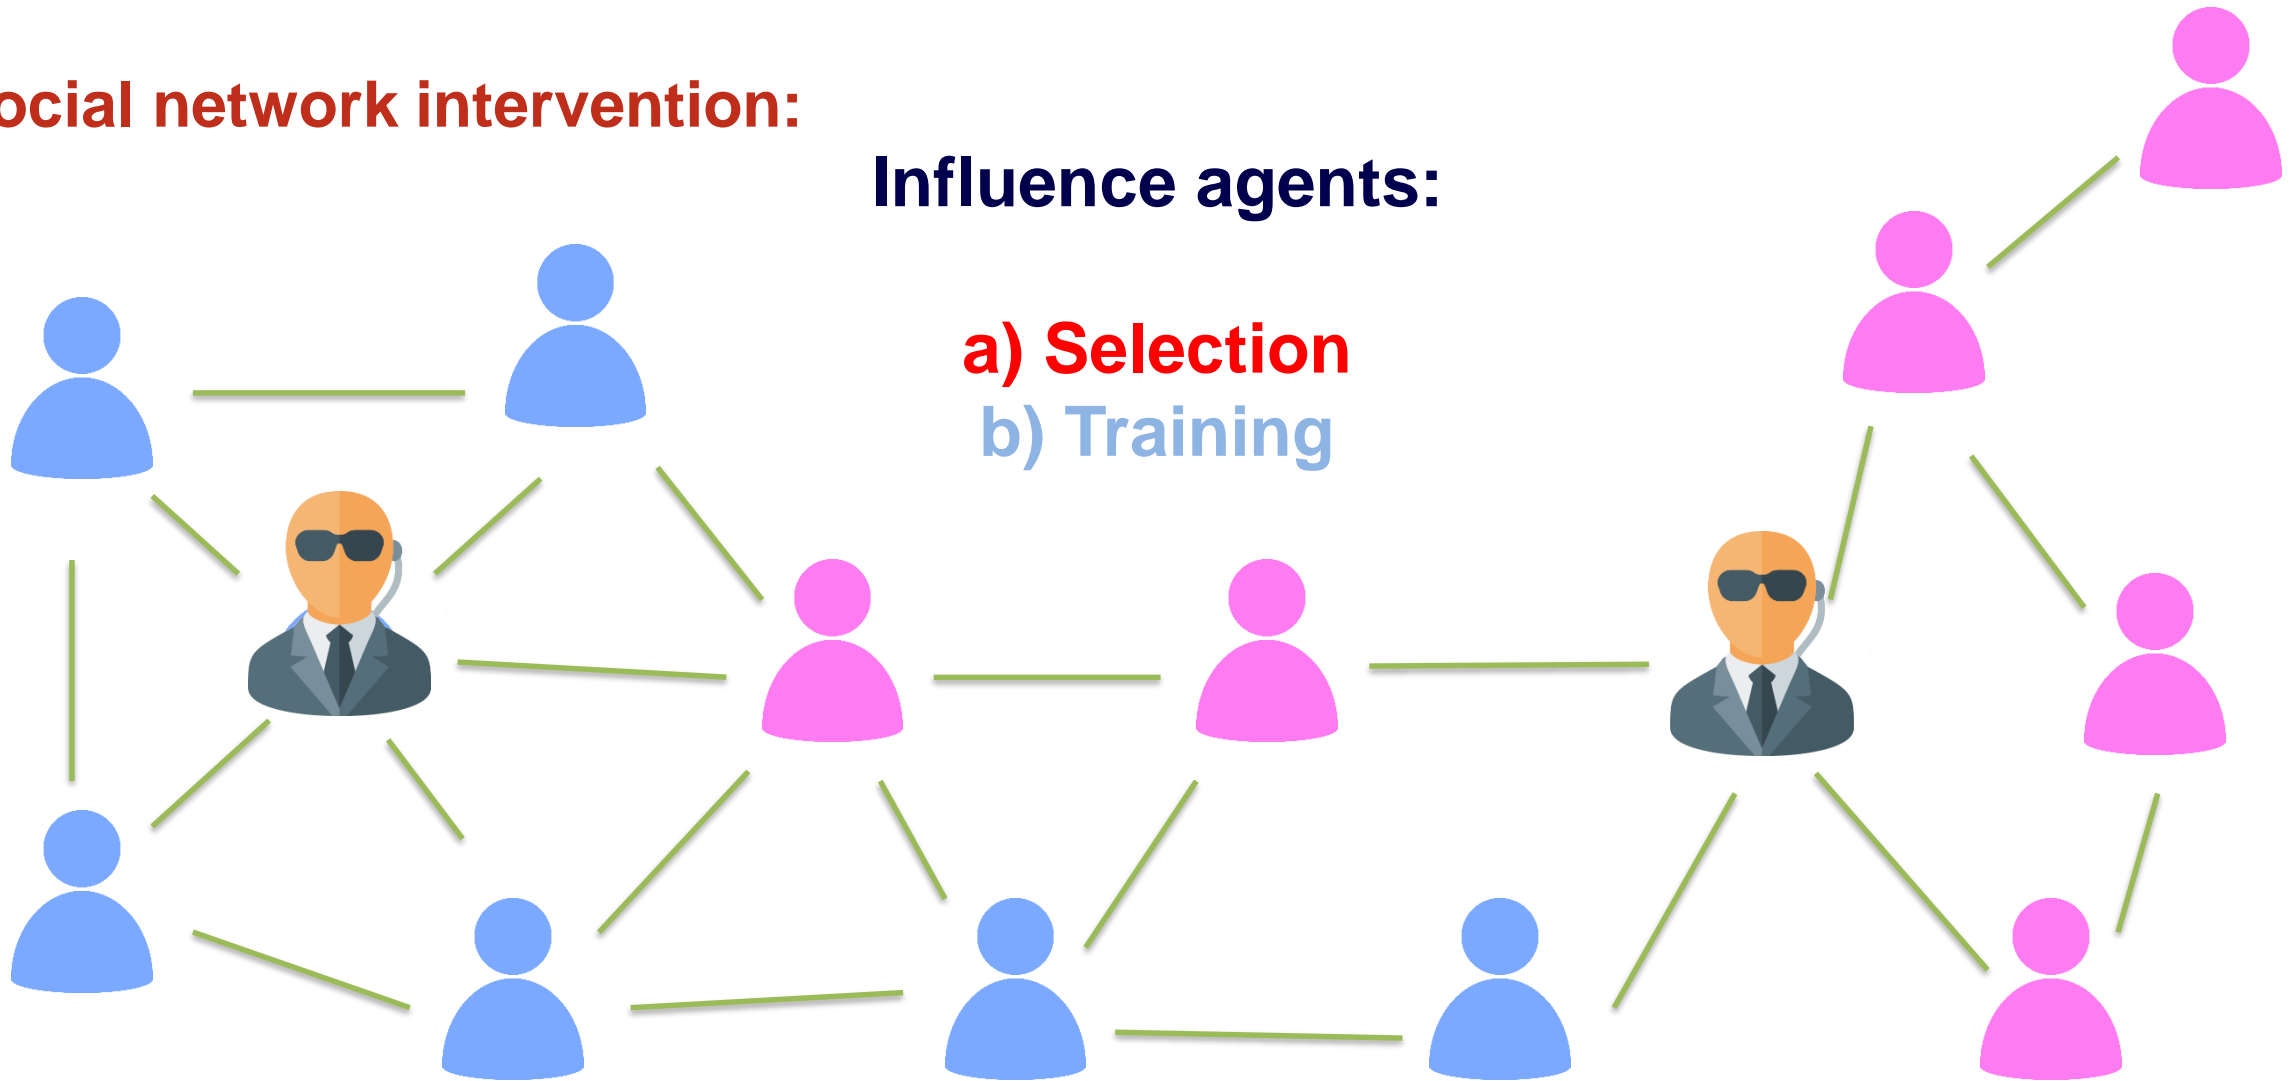 ocial network intervention:
Influence agents:
a) Selection
b) Training